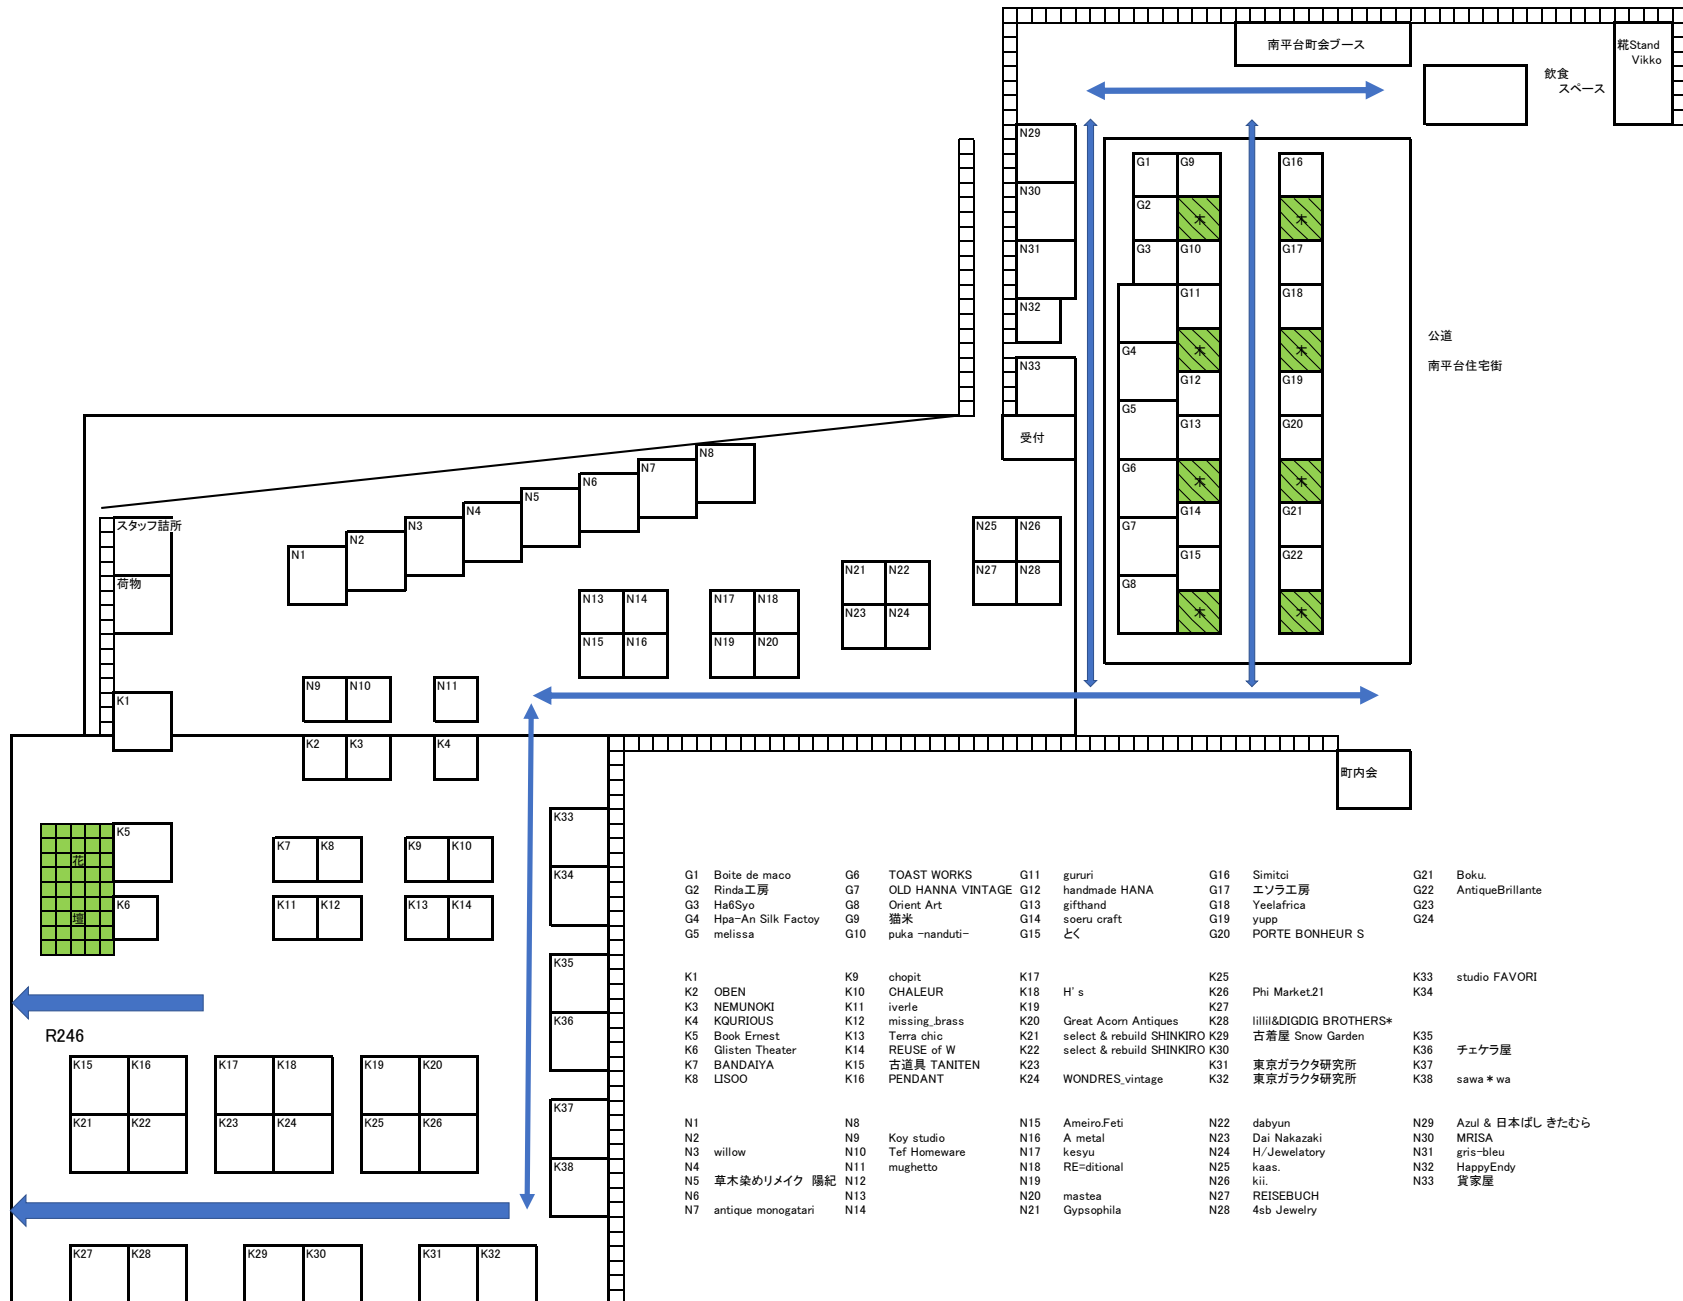 南平台町会ブース
糀Stand
Vikko
飲食
スペース
N29
G1 G9 G16
N30
G2 木 木
N31
G3 G10 G17
G11 G18
N32
公道
G4 木 木
N33
南平台住宅街
G12 G19
G5
G13 G20
受付
N8
N7
G6 木 木
N6
N5
N4
G14 G21
スタッフ詰所
N3
N25 N26
G7
N2
N1
G15 G22
N21 N22
N27 N28
荷物
G8
N13 N14 N17 N18
木 木
N23 N24
N15 N16 N19 N20
N9 N10 N11
K1
K2 K3 K4
町内会
K33
K5
K7 K8 K9 K10
花
K34
K6
K11 K12 K13 K14
壇
K35
K36
R246
K15 K16 K17 K18 K19 K20
K37
K21 K22 K23 K24 K25 K26
K38
K27 K28 K29 K30 K31 K32
G1 Boite de maco G6 TOAST WORKS G11 gururi G16 Simitci G21 Boku.
G2 Rinda工房 G7 OLD HANNA VINTAGE G12 handmade HANA G17 エソラ工房 G22 AntiqueBrillante
G3 Ha6Syo G8 Orient Art G13 gifthand G18 Yeelafrica G23
G4 Hpa-An Silk Factoy G9 猫米 G14 soeru craft G19 yupp G24
G5 melissa G10 puka -nanduti- G15 とく G20 PORTE BONHEUR S
K1 K9 chopit K17 K25 K33 studio FAVORI
K2 OBEN K10 CHALEUR K18 H's K26 Phi Market.21 K34
K3 NEMUNOKI K11 iverle K19 K27
K4 KQURIOUS K12 missing_brass K20 Great Acorn Antiques K28 lillil&DIGDIG BROTHERS*
K5 Book Ernest K13 Terra chic K21 select & rebuild SHINKIRO K29 古着屋 Snow Garden K35
K6 Glisten Theater K14 REUSE of W K22 select & rebuild SHINKIRO K30 K36 チェケラ屋
K7 BANDAIYA K15 古道具 TANITEN K23 K31 東京ガラクタ研究所 K37
K8 LISOO K16 PENDANT K24 WONDRES_vintage K32 東京ガラクタ研究所 K38 sawa*wa
N1 N8 N15 Ameiro.Feti N22 dabyun N29 Azul & 日本ばし きたむら
N2 N9 Koy studio N16 A metal N23 Dai Nakazaki N30 MRISA
N3 willow N10 Tef Homeware N17 kesyu N24 H/Jewelatory N31 gris-bleu
N4 N11 mughetto N18 RE=ditional N25 kaas. N32 HappyEndy
N5 草木染めリメイク 陽紀 N12 N19 N26 kii. N33 貸家屋
N6 N13 N20 mastea N27 REISEBUCH
N7 antique monogatari N14 N21 Gypsophila N28 4sb Jewelry